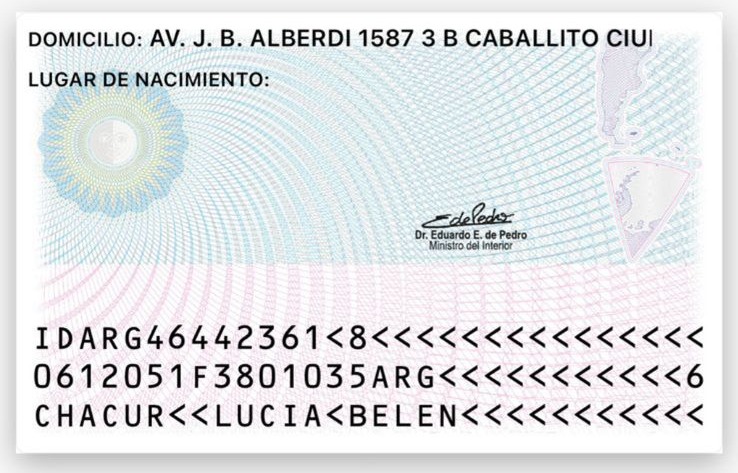 DOMICILIO: AV. J. B. ALBERDI 1587 3 B CABALLITO CIU
LUGAR DE NACIMIENTO:
EdePedro
Dr. Eduardo E. de Pedro
Ministro del Interior
IDARG46442361<8<<<<<<<<<<<<<<<
0612051F3801035ARG<<<<<<<<<<<6
CHACUR<<LUCIA<BELEN<<<<<<<<<<<